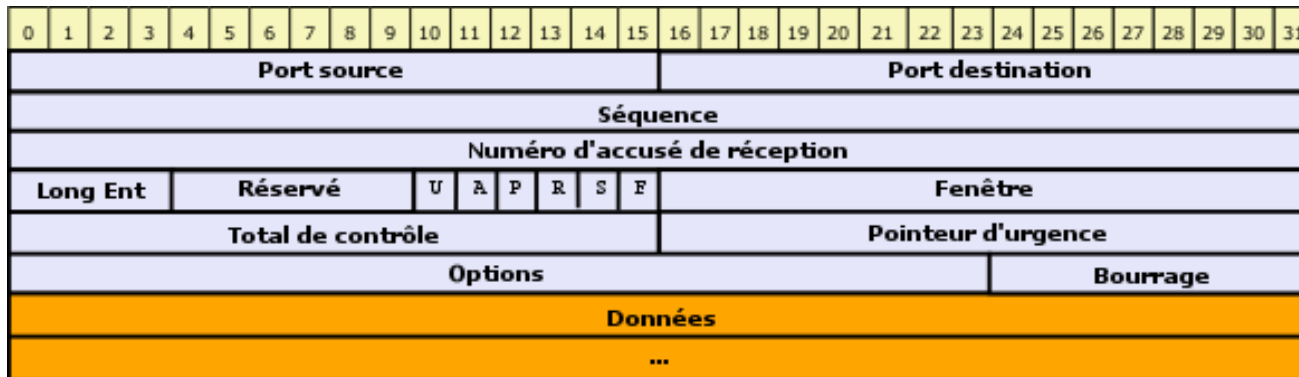 0 1 2 3 4 5 6 7 8 9 10 11 12 13 14 15 16 17 18 19 20 21 22 23 24 25 26 27 28 29 30 31
Port source Port destination
Séquence
Numéro d'accusé de réception
Long Ent Réservé U A P R S F Fenêtre
Total de contrôle Pointeur d'urgence
Options Bourrage
Données
...